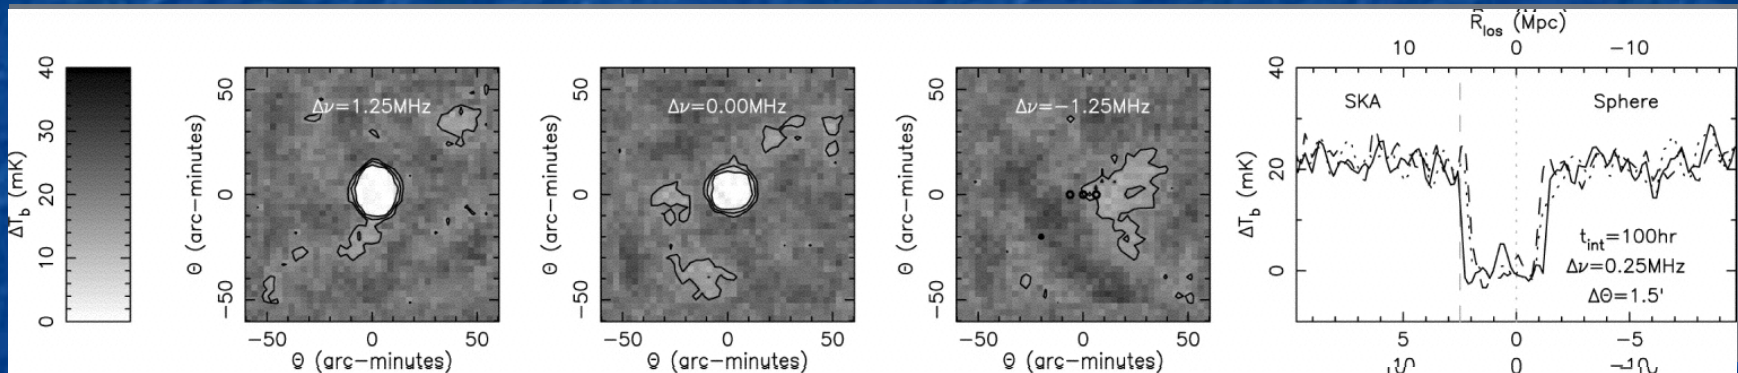 40
30
20
10
0
ΔT_b (mK)
50
0
−50
Θ (arc−minutes)
Δν=1.25MHz
−50 0 50
Θ (arc−minutes)
50
0
−50
Θ (arc−minutes)
Δν=0.00MHz
−50 0 50
Θ (arc−minutes)
50
0
−50
Θ (arc−minutes)
Δν=−1.25MHz
−50 0 50
Θ (arc−minutes)
R_los (Mpc)
10 0 −10
40
20
0
ΔT_b (mK)
SKA Sphere
t_int=100hr
Δν=0.25MHz
ΔΘ=1.5'
5 0 −5
0